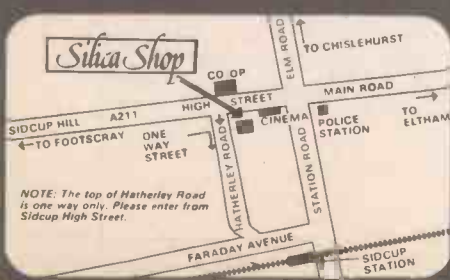 Silica Shop
TO CHISLEHURST
ELM ROAD
CO OP
HIGH STREET
MAIN ROAD
SIDCUP HILL A211
CINEMA
POLICE
STATION
TO
ELTHAM
TO FOOTSCRAY
ONE
WAY
STREET
HATHERLEY ROAD
STATION ROAD
NOTE: The top of Hatherley Road
is one way only. Please enter from
Sidcup High Street.
FARADAY AVENUE
SIDCUP
STATION